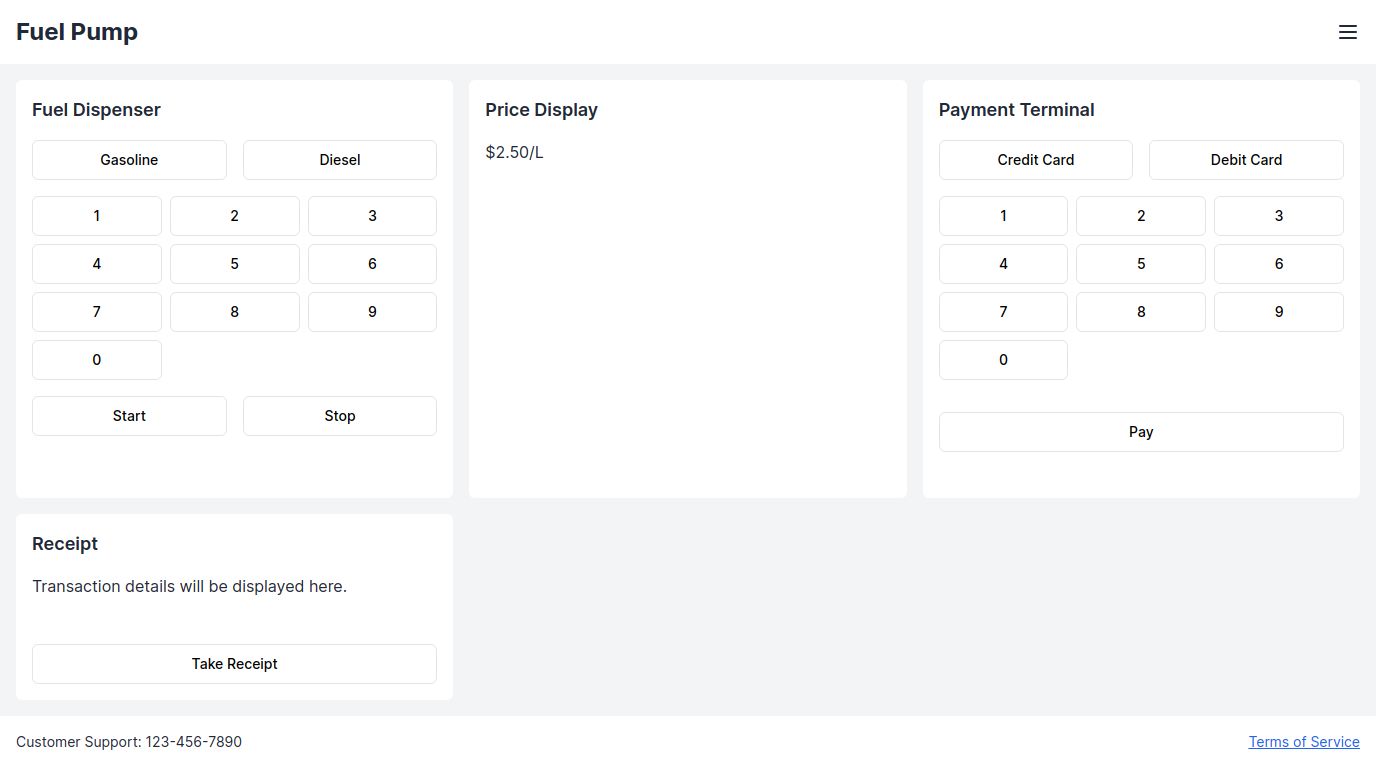 Fuel Pump
Fuel Dispenser
Gasoline Diesel
1 2 3
4 5 6
7 8 9
0
Start Stop
Price Display
$2.50/L
Payment Terminal
Credit Card Debit Card
1 2 3
4 5 6
7 8 9
0
Pay
Receipt
Transaction details will be displayed here.
Take Receipt
Customer Support: 123-456-7890
Terms of Service